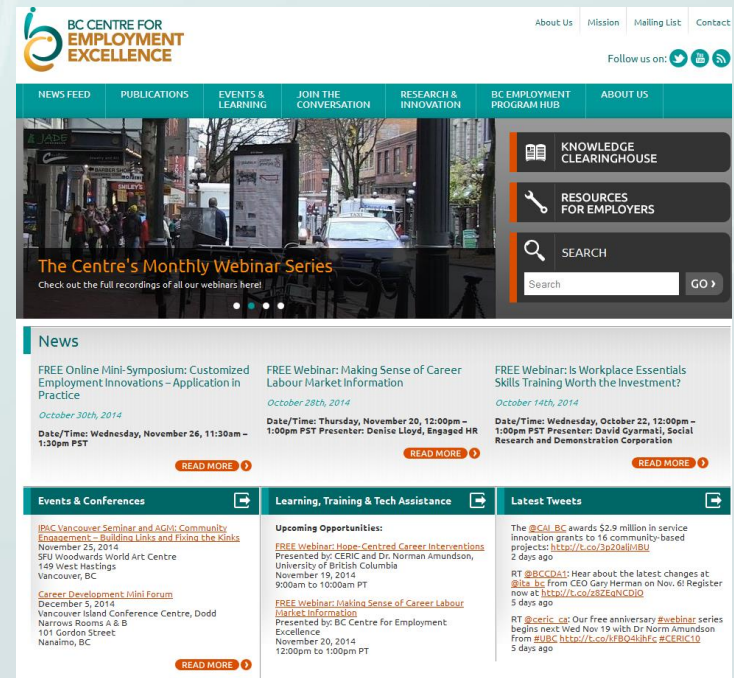 BC CENTRE FOR
EMPLOYMENT
EXCELLENCE
About Us Mission Mailing List Contact
Follow us on:
You
Tube
NEWS FEED PUBLICATIONS EVENTS & LEARNING JOIN THE CONVERSATION RESEARCH & INNOVATION BC EMPLOYMENT PROGRAM HUB ABOUT US
JADE
BARBER SHOP
SMILEY'S
TAXI
The Centre's Monthly Webinar Series
Check out the full recordings of all our webinars here!
KNOWLEDGE
CLEARINGHOUSE
RESOURCES
FOR EMPLOYERS
SEARCH
Search GO
News
FREE Online Mini-Symposium: Customized
Employment Innovations – Application in
Practice
October 30th, 2014
Date/Time: Wednesday, November 26, 11:30am –
1:30pm PST
READ MORE
FREE Webinar: Making Sense of Career
Labour Market Information
October 28th, 2014
Date/Time: Thursday, November 20, 12:00pm –
1:00pm PST Presenter: Denise Lloyd, Engaged HR
READ MORE
FREE Webinar: Is Workplace Essentials
Skills Training Worth the Investment?
October 14th, 2014
Date/Time: Wednesday, October 22, 12:00pm –
1:00pm PST Presenter: David Gyarmati, Social
Research and Demonstration Corporation
READ MORE
Events & Conferences
IPAC Vancouver Seminar and AGM: Community
Engagement – Building Links and Fixing the Kinks
November 25, 2014
SFU Woodwards World Art Centre
149 West Hastings
Vancouver, BC
Career Development Mini Forum
December 5, 2014
Vancouver Island Conference Centre, Dodd
Narrows Rooms A & B
101 Gordon Street
Nanaimo, BC
READ MORE
Learning, Training & Tech Assistance
Upcoming Opportunities:
FREE Webinar: Hope-Centred Career Interventions
Presented by: CERIC and Dr. Norman Amundson,
University of British Columbia
November 19, 2014
9:00am to 10:00am PT
FREE Webinar: Making Sense of Career Labour
Market Information
Presented by: BC Centre for Employment
Excellence
November 20, 2014
12:00pm to 1:00pm PT
Latest Tweets
The @CAI_BC awards $2.9 million in service
innovation grants to 16 community-based
projects: http://t.co/3p20aljMBU
2 days ago
RT @BCCDA1: Hear about the latest changes at
@ita_bc from CEO Gary Herman on Nov. 6! Register
now at http://t.co/z8ZEqNCDjO
5 days ago
RT @ceric_ca: Our free anniversary #webinar series
begins next Wed Nov 19 with Dr Norm Amundson
from #UBC http://t.co/kFBQ4kihFc #CERIC10
5 days ago